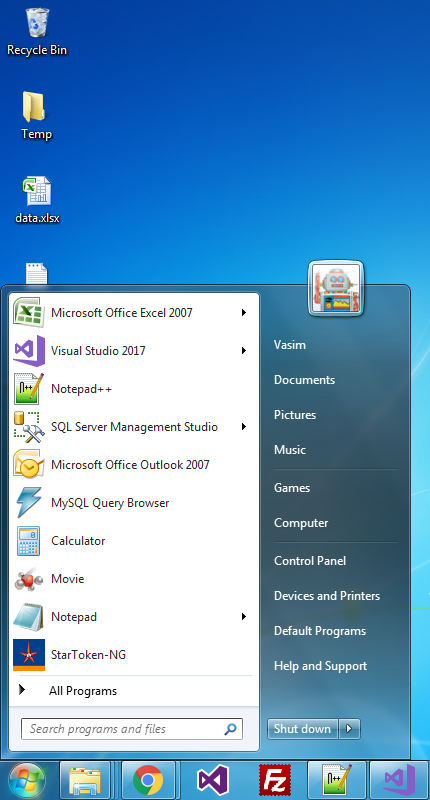 Recycle Bin
Temp
data.xlsx
Microsoft Office Excel 2007
Visual Studio 2017
Notepad++
SQL Server Management Studio
Microsoft Office Outlook 2007
MySQL Query Browser
Calculator
Movie
Notepad
StarToken-NG
All Programs
Search programs and files
Vasim
Documents
Pictures
Music
Games
Computer
Control Panel
Devices and Printers
Default Programs
Help and Support
Shut down
FZ